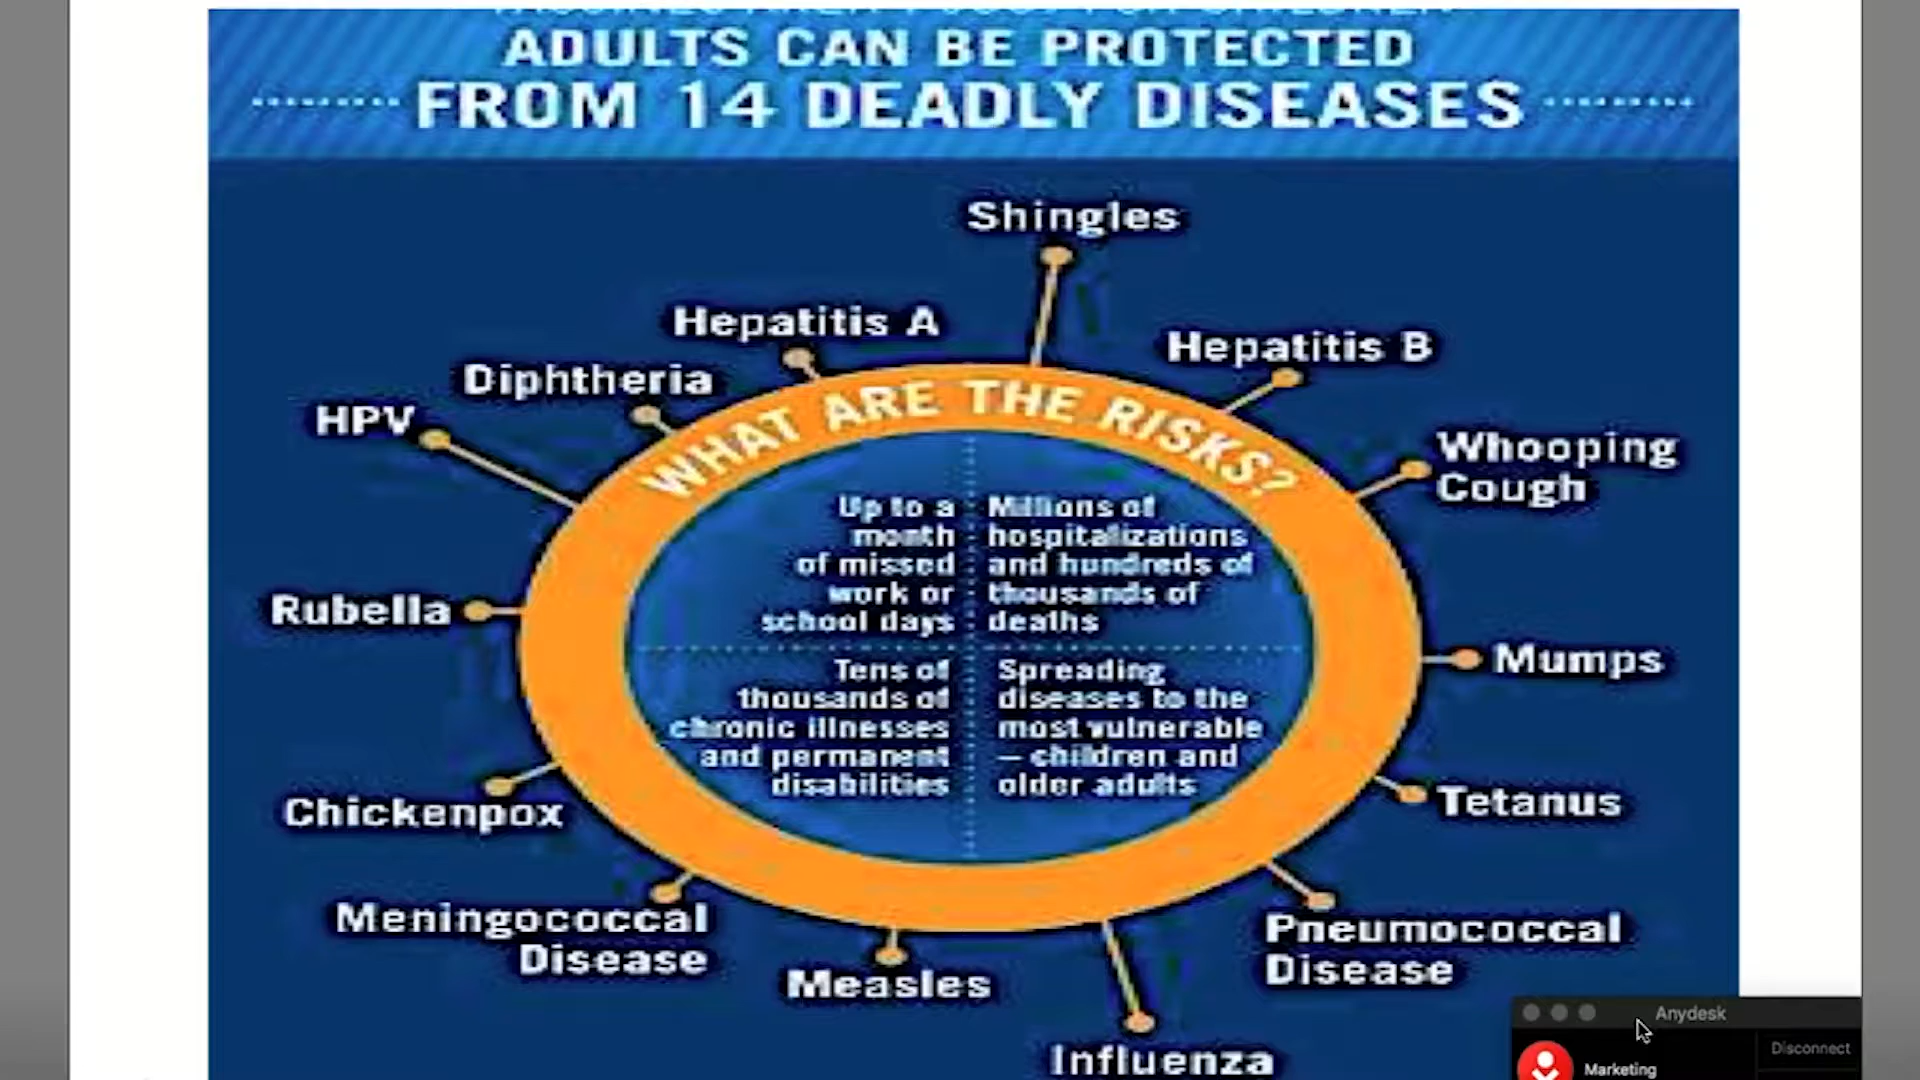 ADULTS CAN BE PROTECTED
FROM 14 DEADLY DISEASES
Shingles
Hepatitis A
Hepatitis B
Diphtheria
HPV
WHAT ARE THE RISKS?
Whooping
Cough
Up to a
month
of missed
work or
school days
Millions of
hospitalizations
and hundreds of
thousands of
deaths
Rubella
Mumps
Tens of
thousands of
chronic illnesses
and permanent
disabilities
Spreading
diseases to the
most vulnerable
– children and
older adults
Chickenpox
Tetanus
Meningococcal
Disease
Measles
Pneumococcal
Disease
Influenza
Anydesk
Disconnect
Marketing